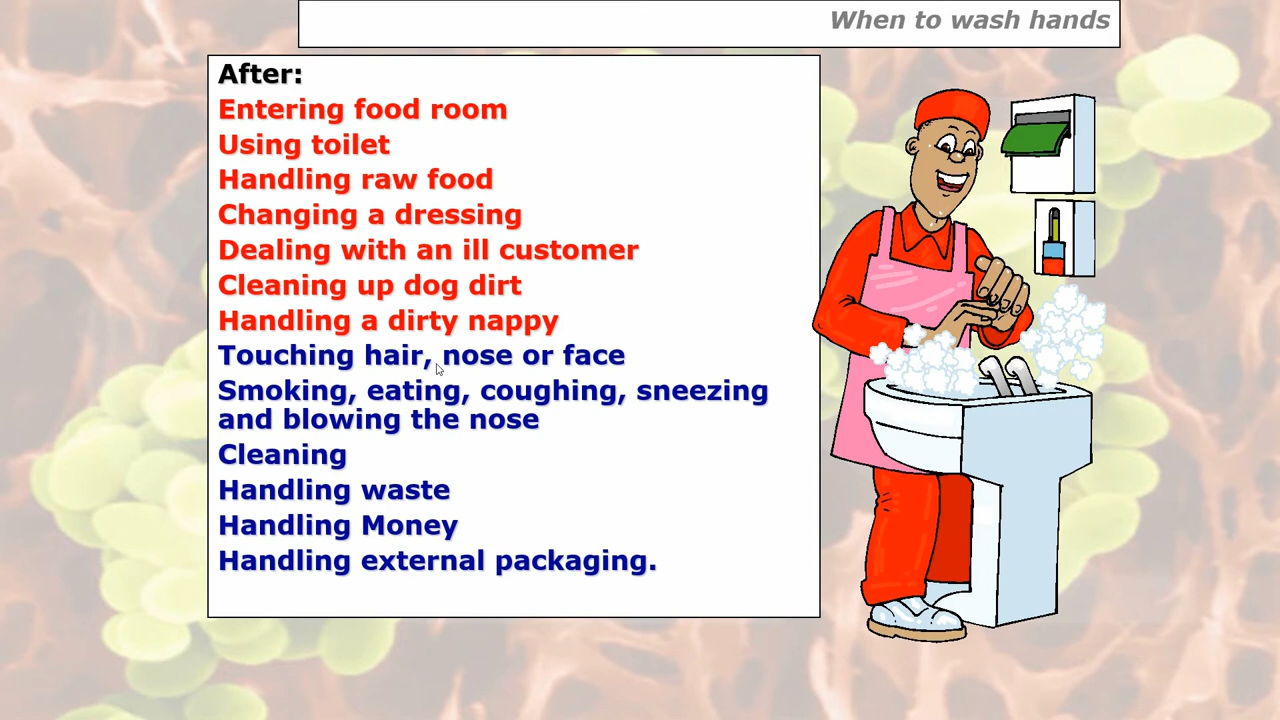 When to wash hands
After:
Entering food room
Using toilet
Handling raw food
Changing a dressing
Dealing with an ill customer
Cleaning up dog dirt
Handling a dirty nappy
Touching hair, nose or face
Smoking, eating, coughing, sneezing
and blowing the nose
Cleaning
Handling waste
Handling Money
Handling external packaging.